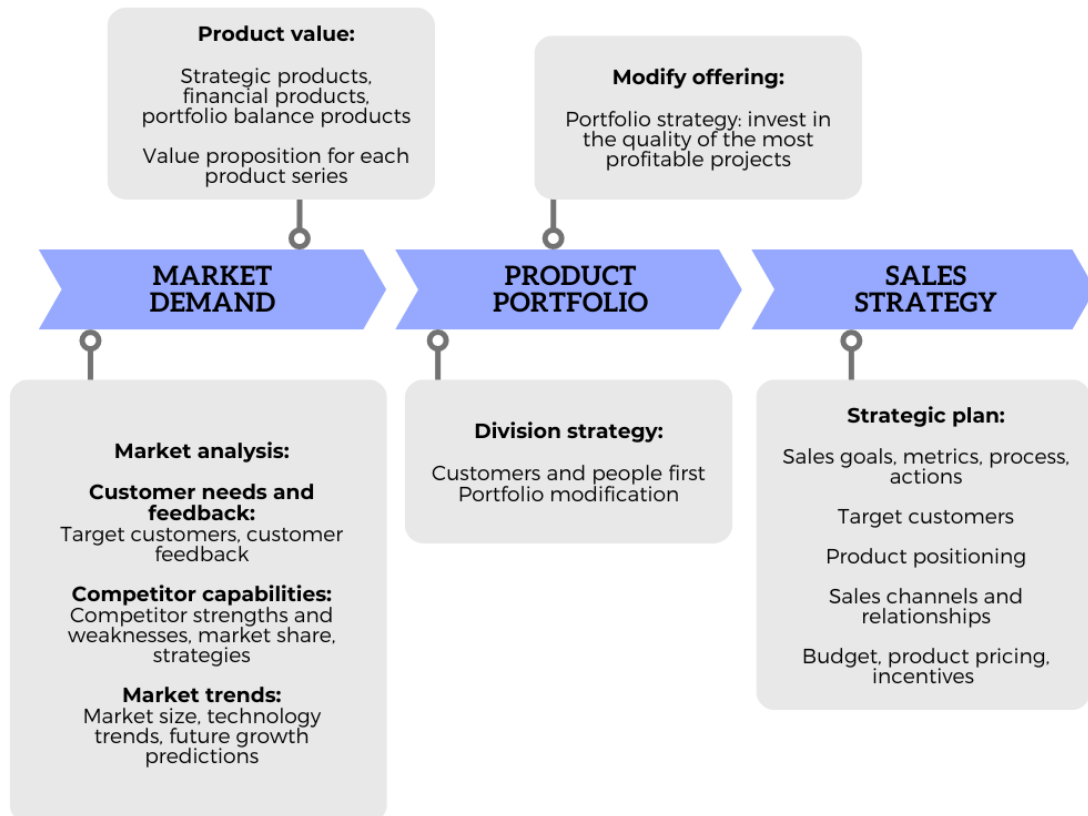 Product value:
Strategic products,
financial products,
portfolio balance products
Value proposition for each
product series
Modify offering:
Portfolio strategy: invest in
the quality of the most
profitable projects
MARKET
DEMAND
PRODUCT
PORTFOLIO
SALES
STRATEGY
Market analysis:
Customer needs and
feedback:
Target customers, customer
feedback
Competitor capabilities:
Competitor strengths and
weaknesses, market share,
strategies
Market trends:
Market size, technology
trends, future growth
predictions
Division strategy:
Customers and people first
Portfolio modification
Strategic plan:
Sales goals, metrics, process,
actions
Target customers
Product positioning
Sales channels and
relationships
Budget, product pricing,
incentives